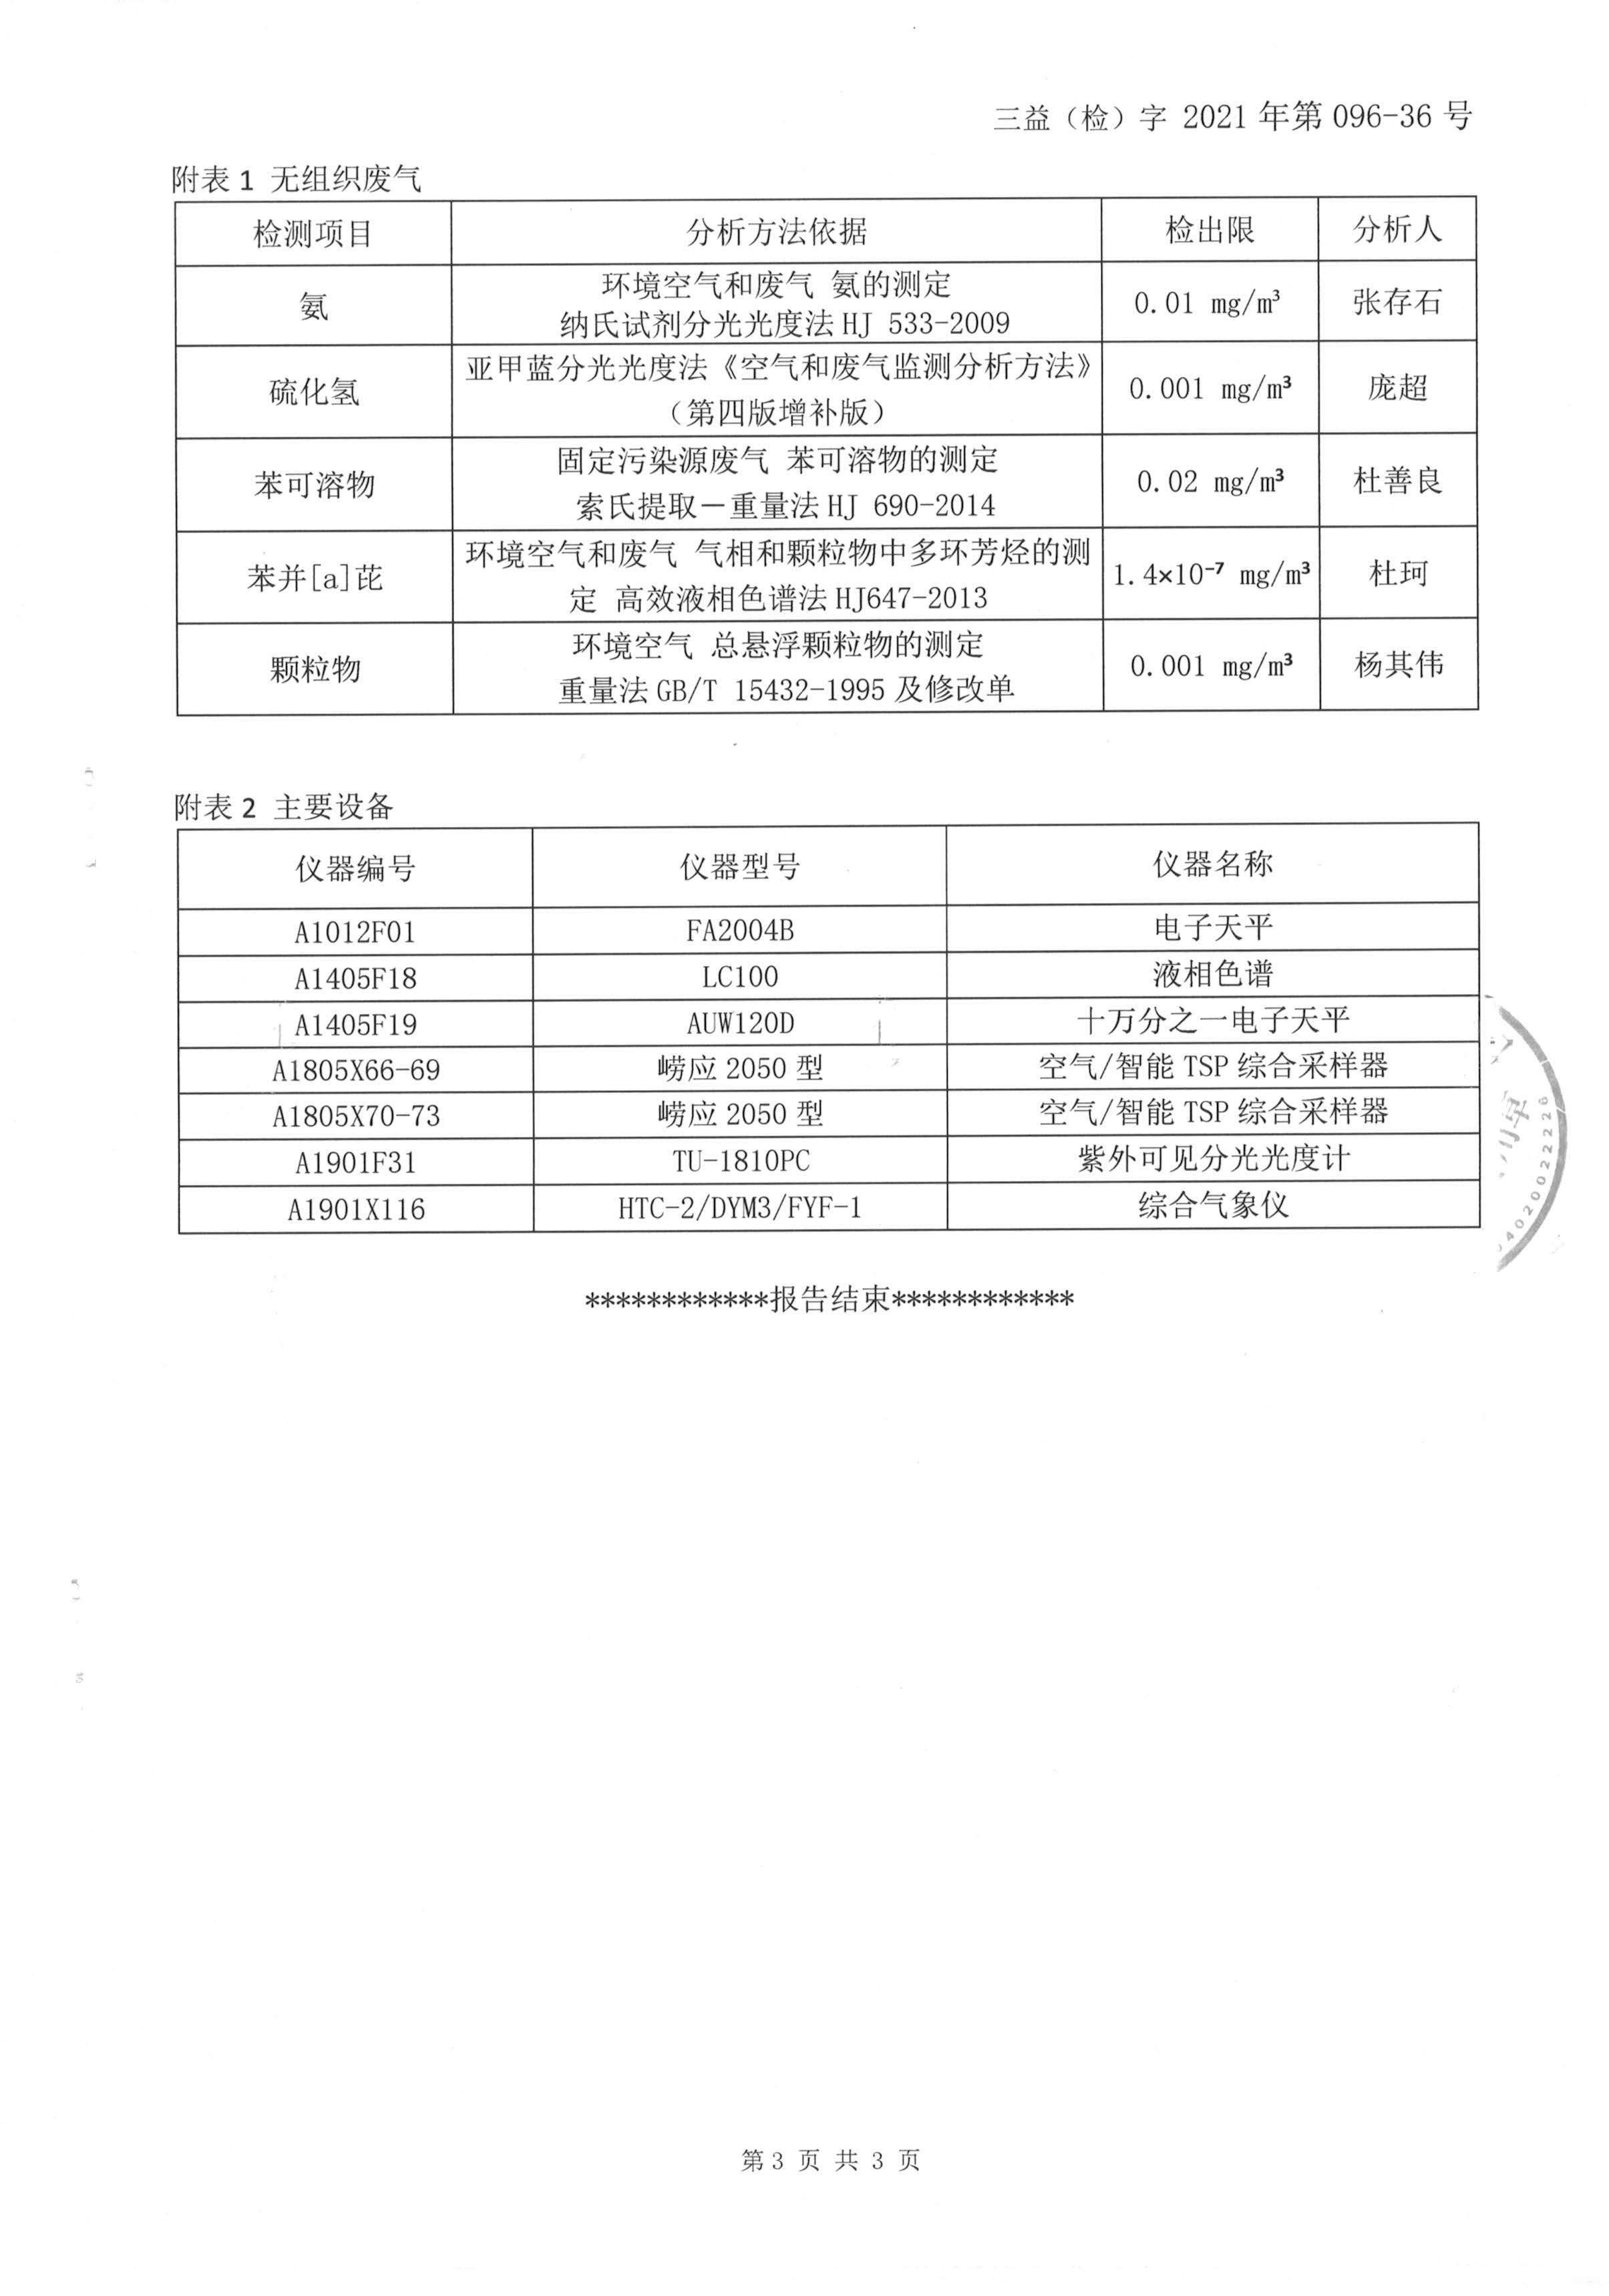 三益（检）字 2021 年第 096-36 号
附表 1 无组织废气
检测项目 分析方法依据 检出限 分析人
氨 环境空气和废气 氨的测定 0.01 mg/m³ 张存石
纳氏试剂分光光度法 HJ 533-2009
硫化氢 亚甲蓝分光光度法《空气和废气监测分析方法》 0.001 mg/m³ 庞超
（第四版增补版）
苯可溶物 固定污染源废气 苯可溶物的测定 0.02 mg/m³ 杜善良
索氏提取－重量法 HJ 690-2014
苯并[a]芘 环境空气和废气 气相和颗粒物中多环芳烃的测 1.4×10⁻⁷ mg/m³ 杜珂
定 高效液相色谱法 HJ647-2013
颗粒物 环境空气 总悬浮颗粒物的测定 0.001 mg/m³ 杨其伟
重量法 GB/T 15432-1995 及修改单
附表 2 主要设备
仪器编号 仪器型号 仪器名称
A1012F01 FA2004B 电子天平
A1405F18 LC100 液相色谱
A1405F19 AUW120D 十万分之一电子天平
A1805X66-69 崂应 2050 型 空气/智能 TSP 综合采样器
A1805X70-73 崂应 2050 型 空气/智能 TSP 综合采样器
A1901F31 TU-1810PC 紫外可见分光光度计
A1901X116 HTC-2/DYM3/FYF-1 综合气象仪
************报告结束************
第 3 页 共 3 页